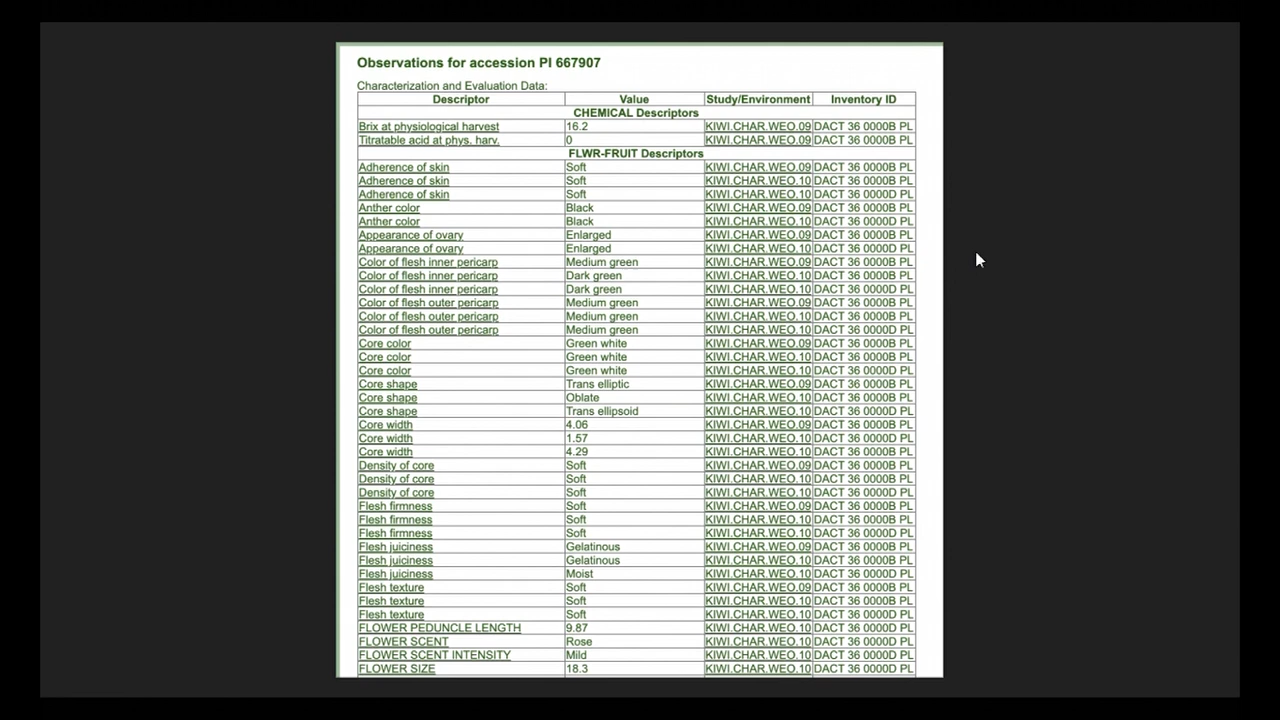 Observations for accession PI 667907
Characterization and Evaluation Data:
Descriptor Value Study/Environment Inventory ID
CHEMICAL Descriptors
Brix at physiological harvest 16.2 KIWI.CHAR.WEO.09 DACT 36 0000B PL
Titratable acid at phys. harv. 0 KIWI.CHAR.WEO.09 DACT 36 0000B PL
FLWR-FRUIT Descriptors
Adherence of skin Soft KIWI.CHAR.WEO.09 DACT 36 0000B PL
Adherence of skin Soft KIWI.CHAR.WEO.10 DACT 36 0000B PL
Adherence of skin Soft KIWI.CHAR.WEO.10 DACT 36 0000D PL
Anther color Black KIWI.CHAR.WEO.09 DACT 36 0000B PL
Anther color Black KIWI.CHAR.WEO.10 DACT 36 0000D PL
Appearance of ovary Enlarged KIWI.CHAR.WEO.09 DACT 36 0000B PL
Appearance of ovary Enlarged KIWI.CHAR.WEO.10 DACT 36 0000D PL
Color of flesh inner pericarp Medium green KIWI.CHAR.WEO.09 DACT 36 0000B PL
Color of flesh inner pericarp Dark green KIWI.CHAR.WEO.10 DACT 36 0000B PL
Color of flesh inner pericarp Dark green KIWI.CHAR.WEO.10 DACT 36 0000D PL
Color of flesh outer pericarp Medium green KIWI.CHAR.WEO.09 DACT 36 0000B PL
Color of flesh outer pericarp Medium green KIWI.CHAR.WEO.10 DACT 36 0000B PL
Color of flesh outer pericarp Medium green KIWI.CHAR.WEO.10 DACT 36 0000D PL
Core color Green white KIWI.CHAR.WEO.09 DACT 36 0000B PL
Core color Green white KIWI.CHAR.WEO.10 DACT 36 0000B PL
Core color Green white KIWI.CHAR.WEO.10 DACT 36 0000D PL
Core shape Trans elliptic KIWI.CHAR.WEO.09 DACT 36 0000B PL
Core shape Oblate KIWI.CHAR.WEO.10 DACT 36 0000B PL
Core shape Trans ellipsoid KIWI.CHAR.WEO.10 DACT 36 0000D PL
Core width 4.06 KIWI.CHAR.WEO.09 DACT 36 0000B PL
Core width 1.57 KIWI.CHAR.WEO.10 DACT 36 0000B PL
Core width 4.29 KIWI.CHAR.WEO.10 DACT 36 0000D PL
Density of core Soft KIWI.CHAR.WEO.09 DACT 36 0000B PL
Density of core Soft KIWI.CHAR.WEO.10 DACT 36 0000B PL
Density of core Soft KIWI.CHAR.WEO.10 DACT 36 0000D PL
Flesh firmness Soft KIWI.CHAR.WEO.09 DACT 36 0000B PL
Flesh firmness Soft KIWI.CHAR.WEO.10 DACT 36 0000B PL
Flesh firmness Soft KIWI.CHAR.WEO.10 DACT 36 0000D PL
Flesh juiciness Gelatinous KIWI.CHAR.WEO.09 DACT 36 0000B PL
Flesh juiciness Gelatinous KIWI.CHAR.WEO.10 DACT 36 0000B PL
Flesh juiciness Moist KIWI.CHAR.WEO.10 DACT 36 0000D PL
Flesh texture Soft KIWI.CHAR.WEO.09 DACT 36 0000B PL
Flesh texture Soft KIWI.CHAR.WEO.10 DACT 36 0000B PL
Flesh texture Soft KIWI.CHAR.WEO.10 DACT 36 0000D PL
FLOWER PEDUNCLE LENGTH 9.87 KIWI.CHAR.WEO.10 DACT 36 0000D PL
FLOWER SCENT Rose KIWI.CHAR.WEO.10 DACT 36 0000D PL
FLOWER SCENT INTENSITY Mild KIWI.CHAR.WEO.10 DACT 36 0000D PL
FLOWER SIZE 18.3 KIWI.CHAR.WEO.10 DACT 36 0000D PL